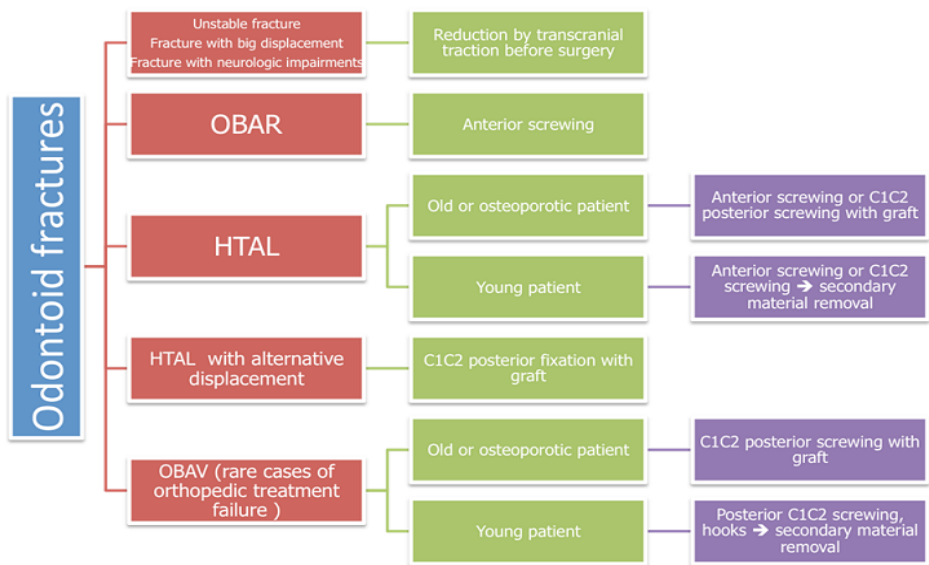 Odontoid fractures
Unstable fracture
Fracture with big displacement
Fracture with neurologic impairments
Reduction by transcranial
traction before surgery
OBAR
Anterior screwing
HTAL
Old or osteoporotic patient
Anterior screwing or C1C2
posterior screwing with graft
Young patient
Anterior screwing or C1C2
screwing ➔ secondary
material removal
HTAL with alternative
displacement
C1C2 posterior fixation with
graft
OBAV (rare cases of
orthopedic treatment
failure )
Old or osteoporotic patient
C1C2 posterior screwing with
graft
Young patient
Posterior C1C2 screwing,
hooks ➔ secondary material
removal